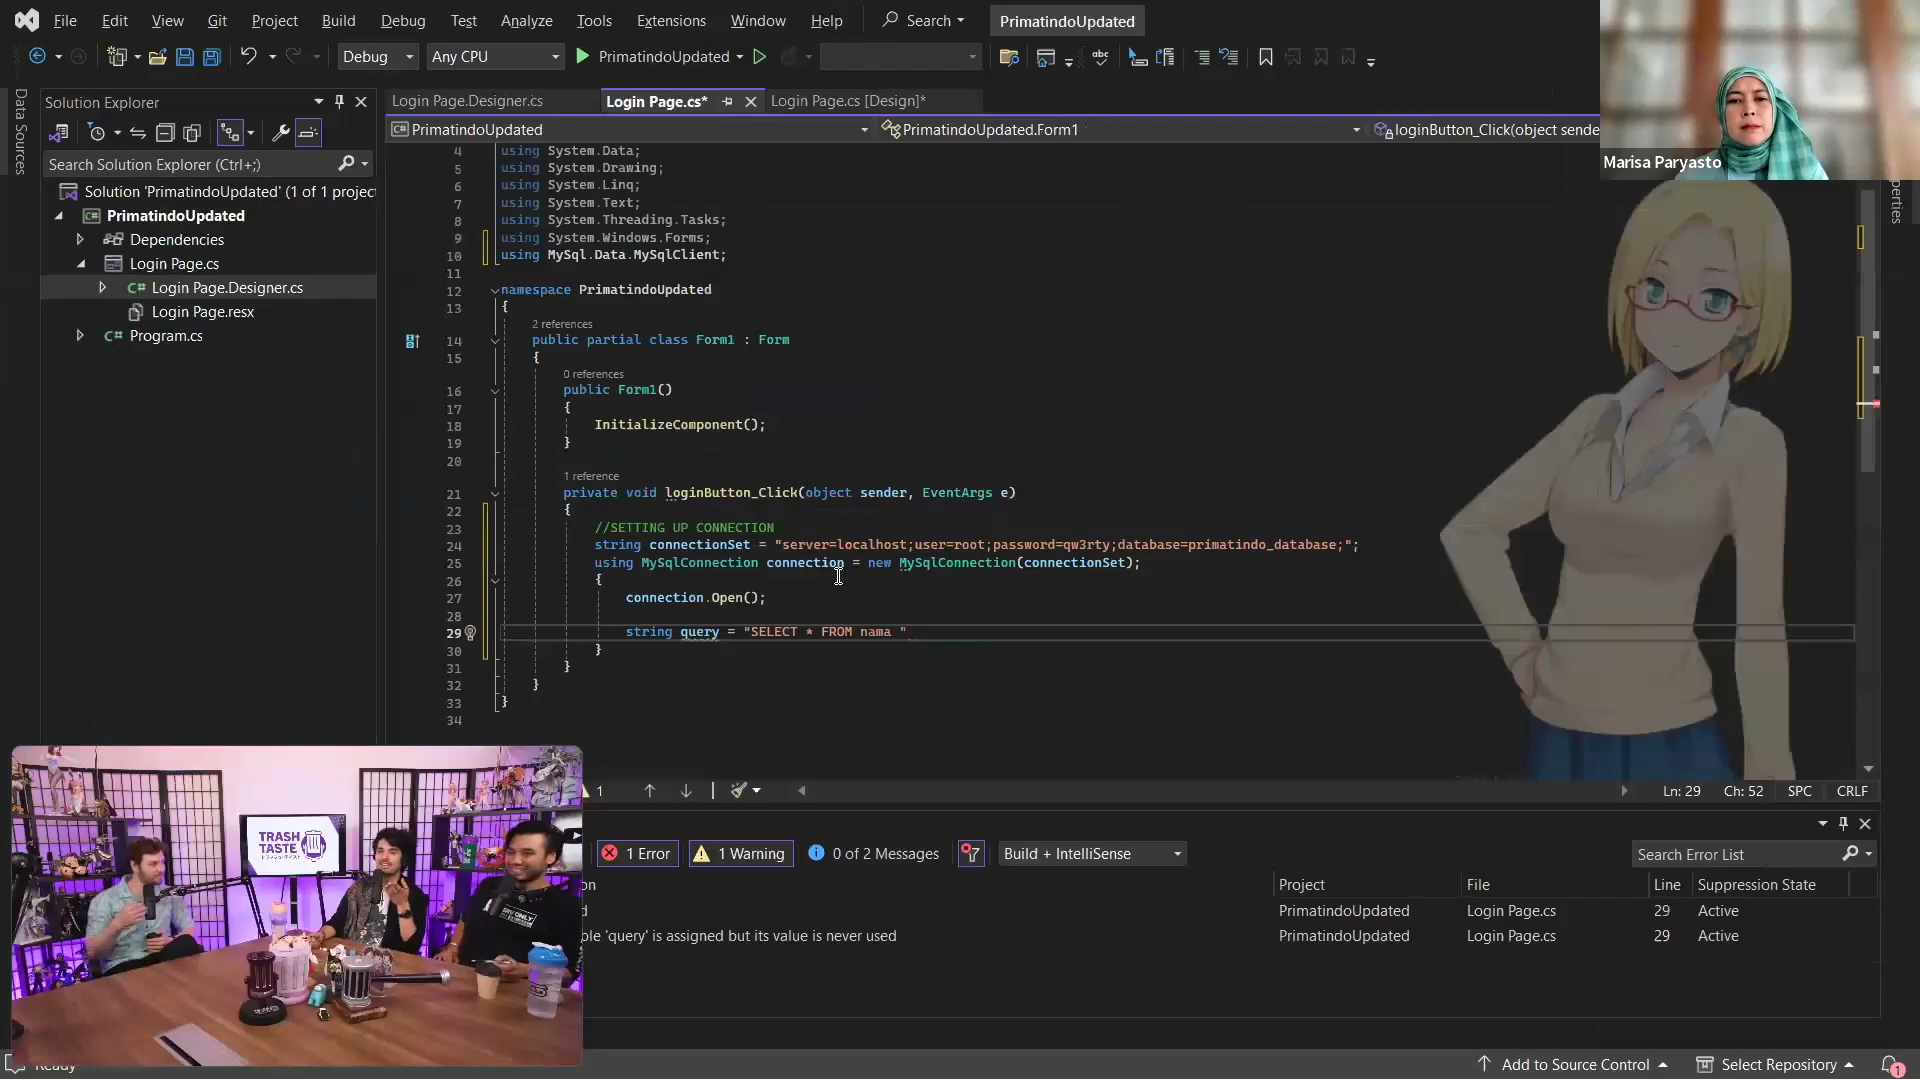 File Edit View Git Project Build Debug Test Analyze Tools Extensions Window Help Search PrimatindoUpdated
Debug Any CPU PrimatindoUpdated
Data Sources
Solution Explorer
Search Solution Explorer (Ctrl+;)
Solution 'PrimatindoUpdated' (1 of 1 project
PrimatindoUpdated
Dependencies
Login Page.cs
C# Login Page.Designer.cs
Login Page.resx
C# Program.cs
Login Page.Designer.cs Login Page.cs* Login Page.cs [Design]*
PrimatindoUpdated PrimatindoUpdated.Form1 loginButton_Click(object sende
4 using System.Data;
5 using System.Drawing;
6 using System.Linq;
7 using System.Text;
8 using System.Threading.Tasks;
9 using System.Windows.Forms;
10 using MySql.Data.MySqlClient;
11
12 namespace PrimatindoUpdated
13 {
2 references
14 public partial class Form1 : Form
15 {
0 references
16 public Form1()
17 {
18 InitializeComponent();
19 }
20
1 reference
21 private void loginButton_Click(object sender, EventArgs e)
22 {
23 //SETTING UP CONNECTION
24 string connectionSet = "server=localhost;user=root;password=qw3rty;database=primatindo_database;";
25 using MySqlConnection connection = new MySqlConnection(connectionSet);
26 {
27 connection.Open();
28
29 string query = "SELECT * FROM nama "
30 }
31 }
32 }
33 }
34
Marisa Paryasto
perties
1 Ln: 29 Ch: 52 SPC CRLF
1 Error 1 Warning 0 of 2 Messages Build + IntelliSense Search Error List
on Project File Line Suppression State
d PrimatindoUpdated Login Page.cs 29 Active
ple 'query' is assigned but its value is never used PrimatindoUpdated Login Page.cs 29 Active
TRASH
TASTE
Ready Add to Source Control Select Repository 1